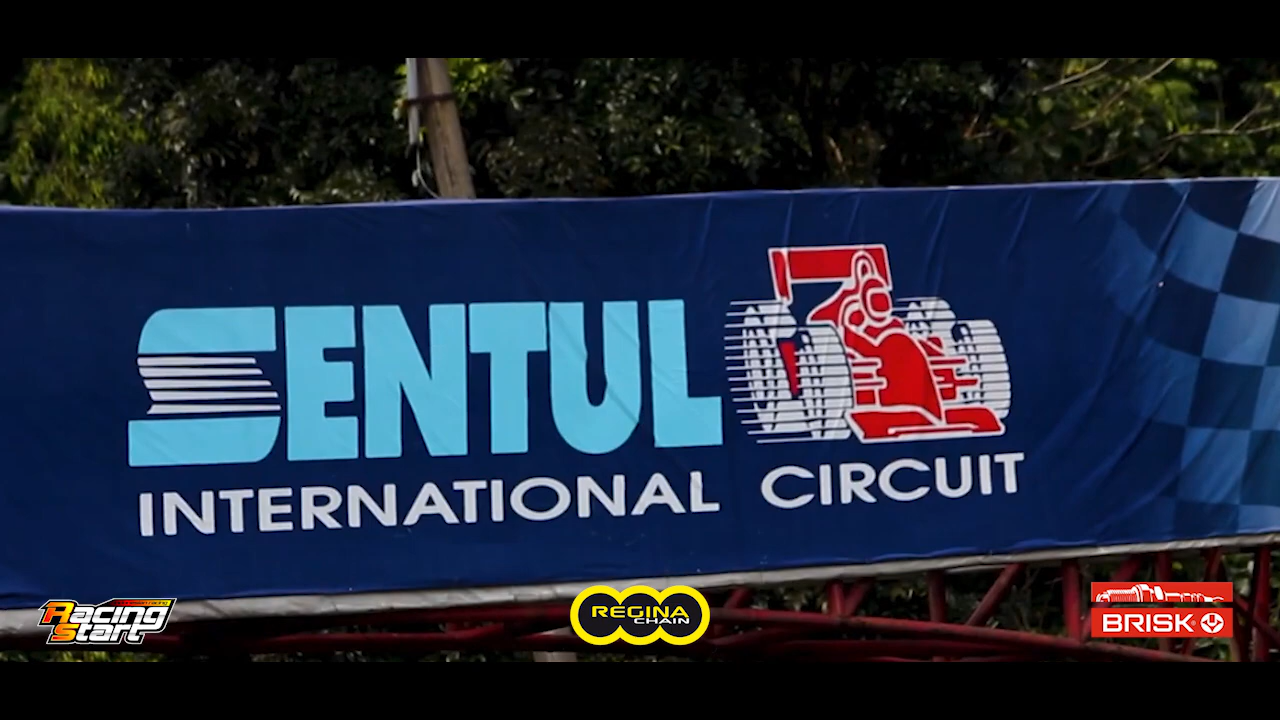 SENTUL
INTERNATIONAL CIRCUIT
Racing
Start
REGINA
CHAIN
BRISK